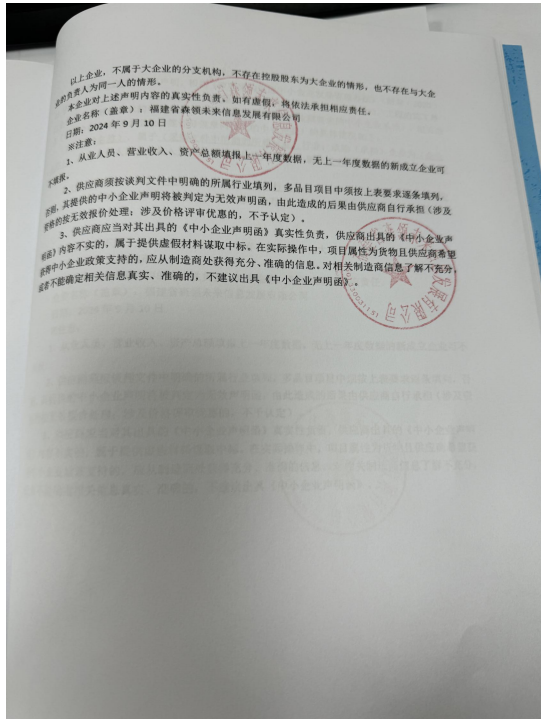 以上企业，不属于大企业的分支机构，不存在控股股东为大企业的情形，也不存在与大企
业的负责人为同一人的情形。
本企业对上述声明内容的真实性负责。如有虚假，将依法承担相应责任。
企业名称（盖章）：福建省森领未来信息发展有限公司
日期：2024 年 9 月 10 日
※注意：
1、从业人员、营业收入、资产总额填报上一年度数据，无上一年度数据的新成立企业可
不填报。
2、供应商须按谈判文件中明确的所属行业填列，多品目项目中须按上表要求逐条填列，
否则，其提供的中小企业声明将被判定为无效声明函，由此造成的后果由供应商自行承担（涉及
资格的按无效报价处理；涉及价格评审优惠的，不予认定）。
3、供应商应当对其出具的《中小企业声明函》真实性负责，供应商出具的《中小企业声
明函》内容不实的，属于提供虚假材料谋取中标。在实际操作中，项目属性为货物且供应商希望
获得中小企业政策支持的，应从制造商处获得充分、准确的信息。对相关制造商信息了解不充分，
或者不能确定相关信息真实、准确的，不建议出具《中小企业声明函》。